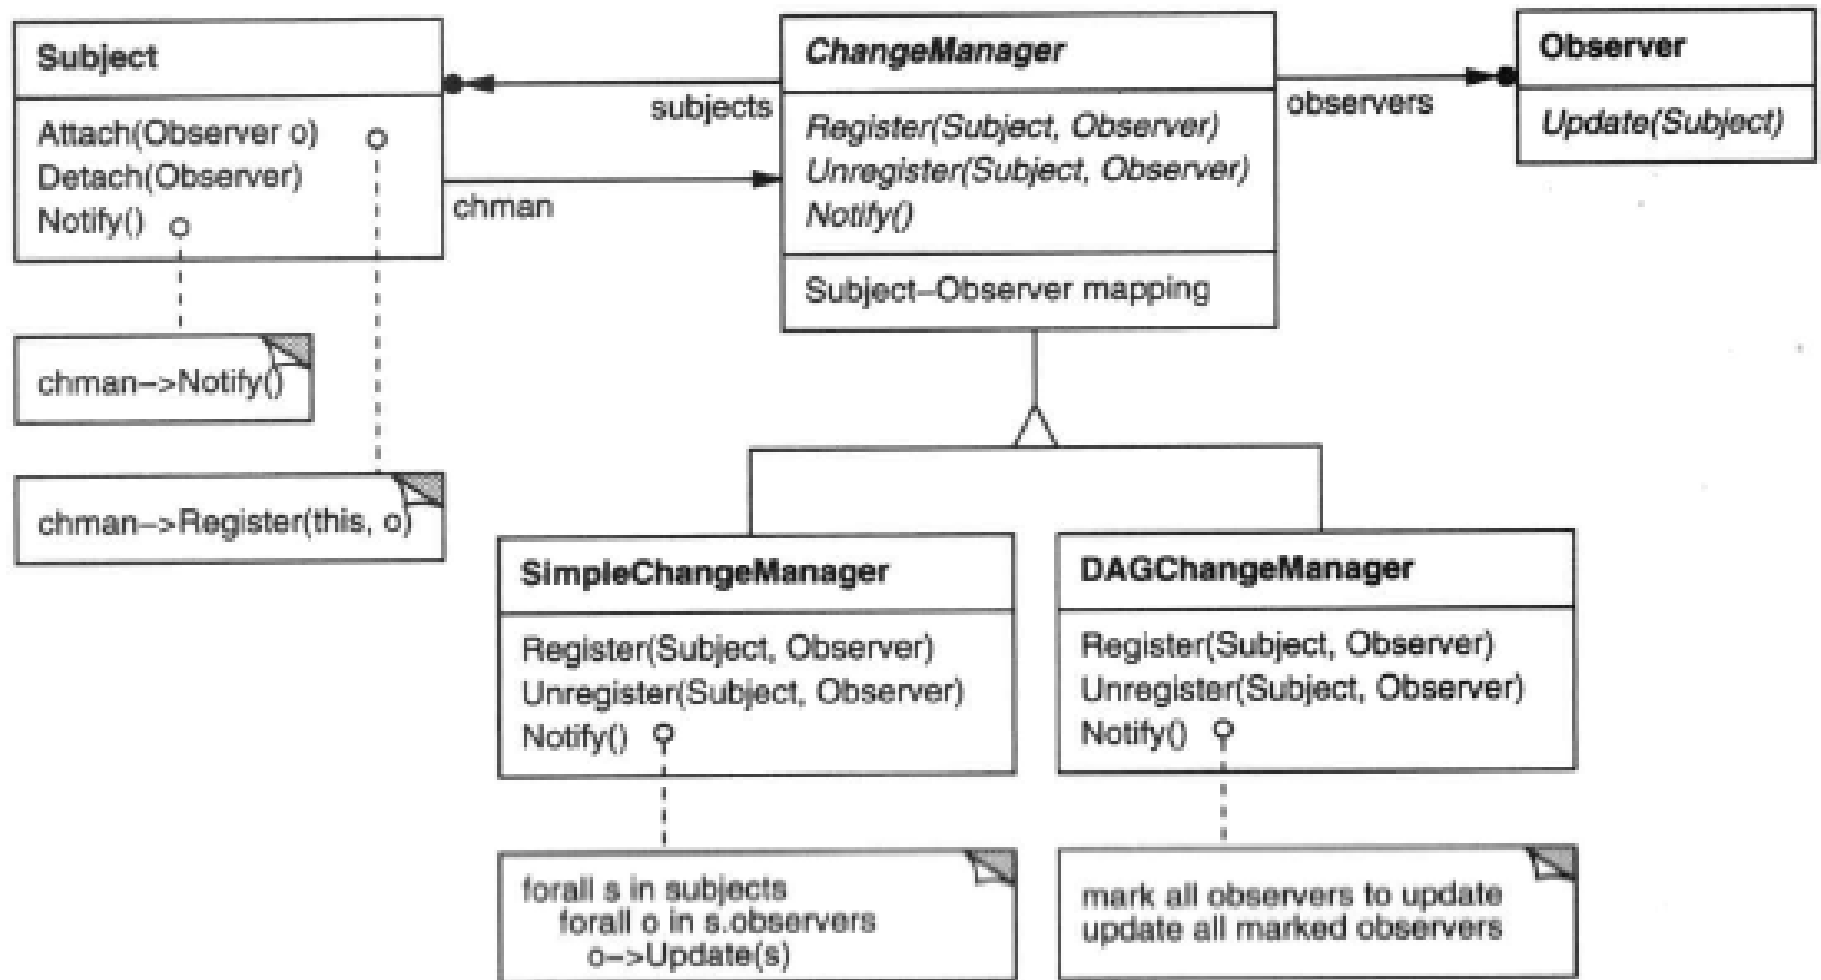 Subject
Attach(Observer o)
Detach(Observer)
Notify()
chman->Notify()
chman->Register(this, o)
subjects
chman
ChangeManager
Register(Subject, Observer)
Unregister(Subject, Observer)
Notify()
Subject–Observer mapping
observers
Observer
Update(Subject)
SimpleChangeManager
Register(Subject, Observer)
Unregister(Subject, Observer)
Notify()
forall s in subjects
forall o in s.observers
o->Update(s)
DAGChangeManager
Register(Subject, Observer)
Unregister(Subject, Observer)
Notify()
mark all observers to update
update all marked observers